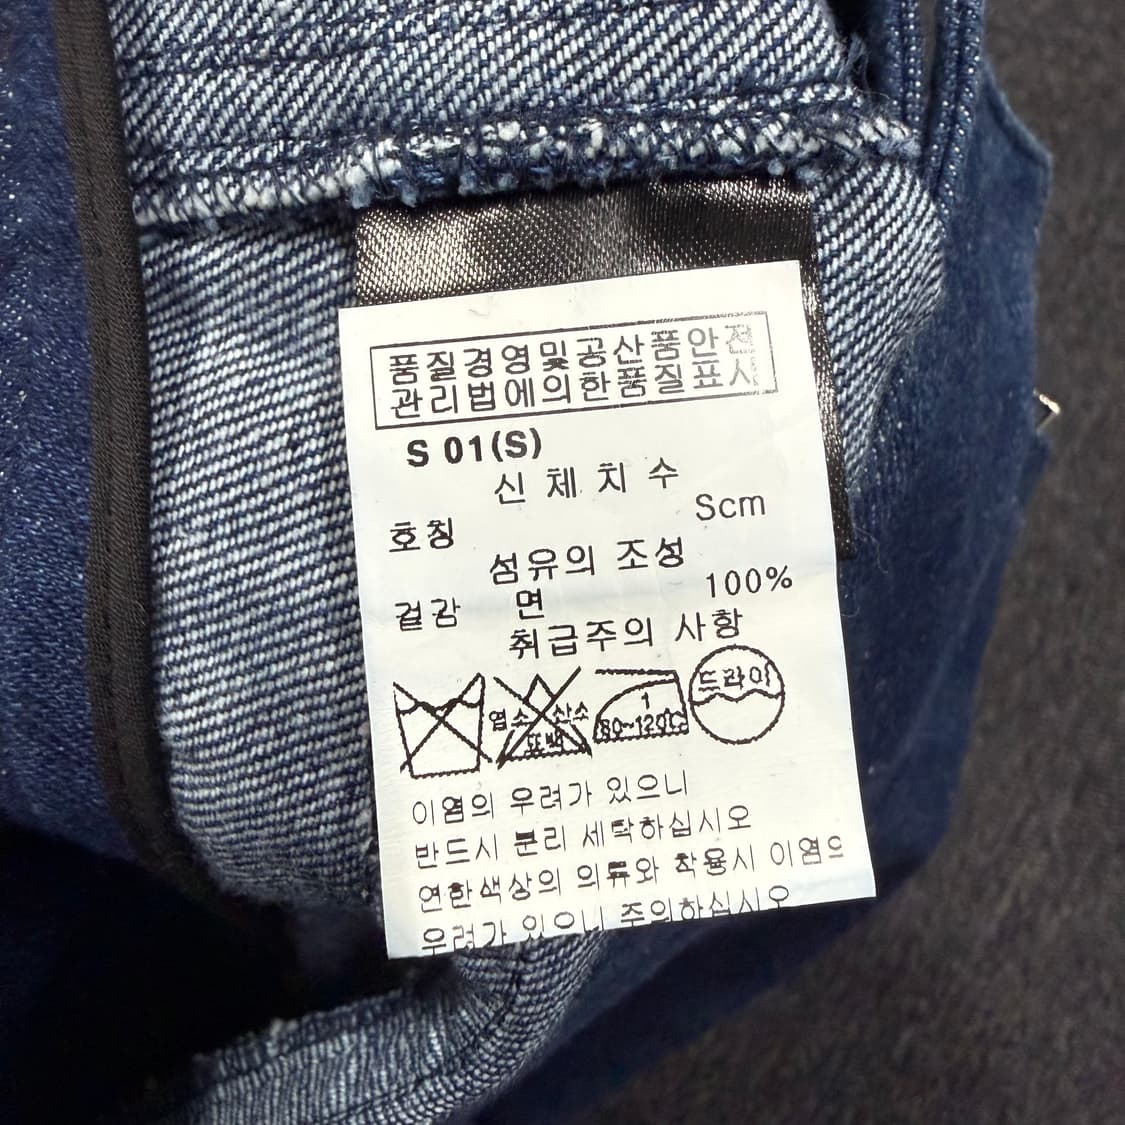 품질경영및공산품안전
관리법에의한품질표시
S 01(S)
신 체 치 수
호칭 Scm
섬유의 조성
겉감 면 100%
취급주의 사항
염소 산소 표백
1
80~120℃
드라이
이염의 우려가 있으니
반드시 분리 세탁하십시오
연한색상의 의류와 착용시 이염으
우려가 있으니 주의하십시오